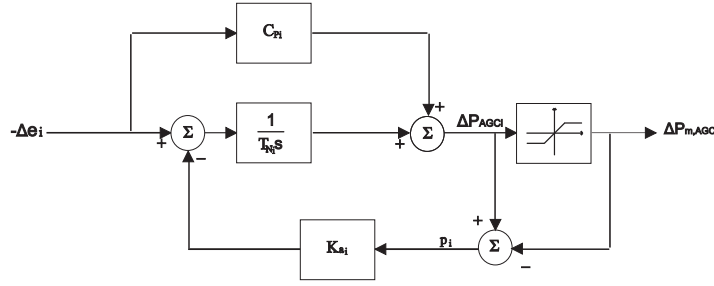 C_Pi
+
-Δe_i
Σ
1
T_Ni s
Σ
ΔP_AGCi
ΔP_m,AGC
+
−
+
+
K_ai
p_i
Σ
−